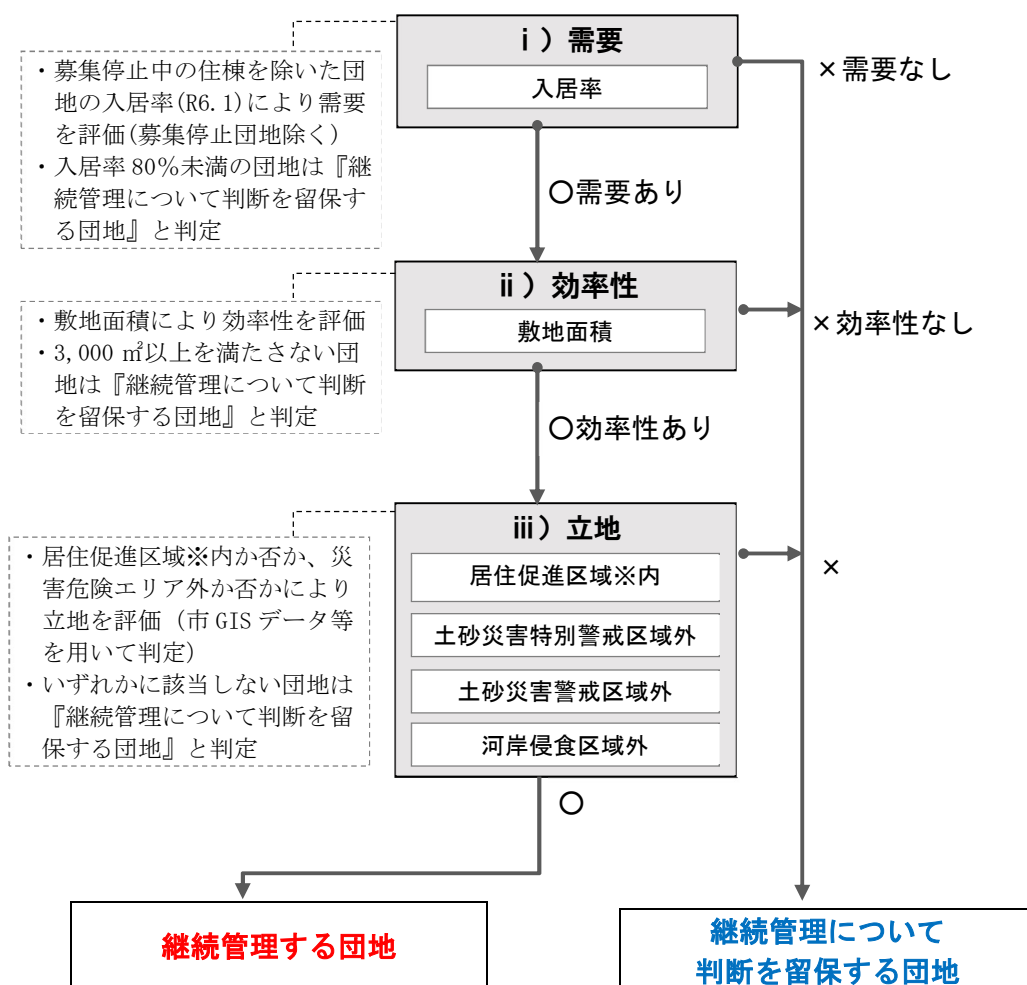 ⅰ）需要
入居率
・募集停止中の住棟を除いた団
地の入居率(R6.1)により需要
を評価(募集停止団地除く)
・入居率 80％未満の団地は『継
続管理について判断を留保す
る団地』と判定
×需要なし
〇需要あり
ⅱ）効率性
敷地面積
・敷地面積により効率性を評価
・3,000 ㎡以上を満たさない団
地は『継続管理について判断
を留保する団地』と判定
×効率性なし
〇効率性あり
ⅲ）立地
居住促進区域※内
土砂災害特別警戒区域外
土砂災害警戒区域外
河岸侵食区域外
・居住促進区域※内か否か、災
害危険エリア外か否かにより
立地を評価（市 GIS データ等
を用いて判定）
・いずれかに該当しない団地は
『継続管理について判断を留
保する団地』と判定
×
〇
継続管理する団地
継続管理について
判断を留保する団地